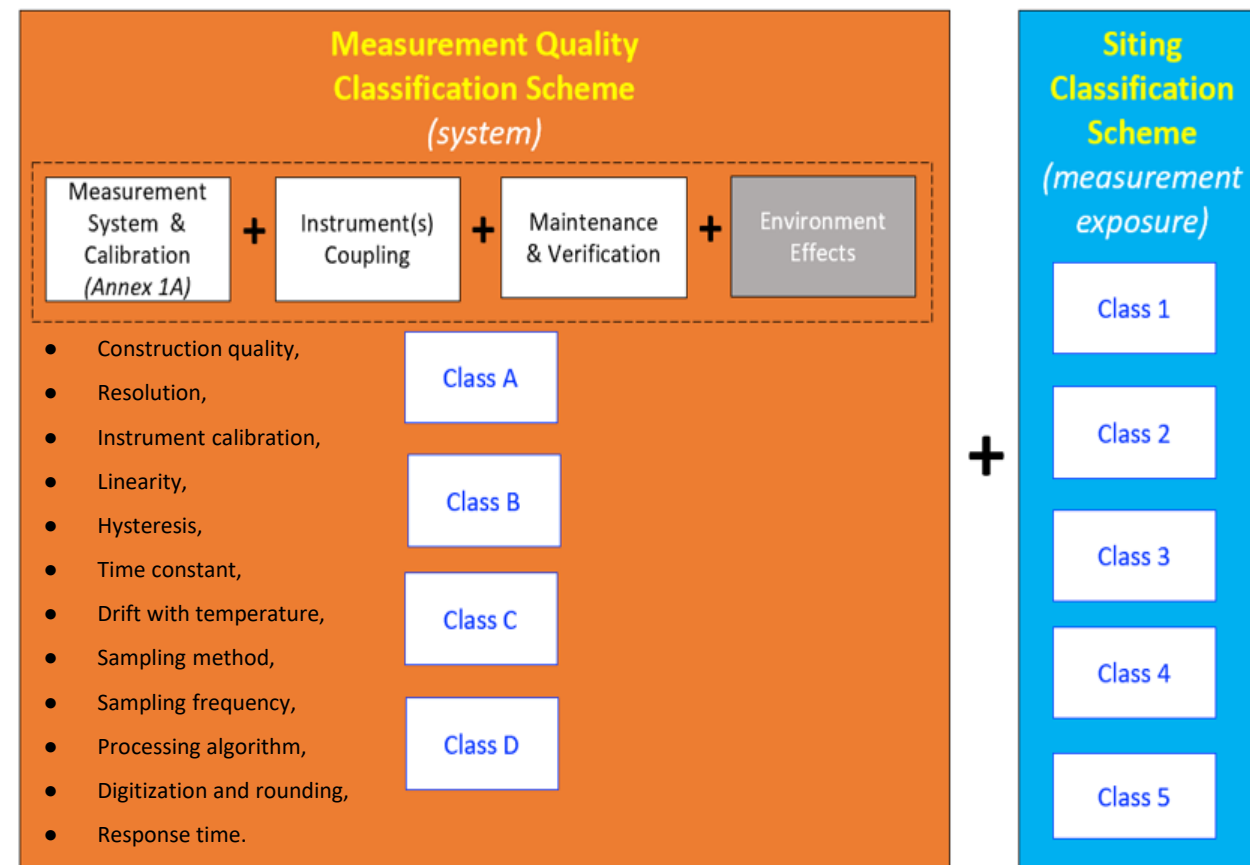 Measurement Quality
Classification Scheme
(system)
Measurement
System &
Calibration
(Annex 1A)
+
Instrument(s)
Coupling
+
Maintenance
& Verification
+
Environment
Effects
● Construction quality,
● Resolution,
● Instrument calibration,
● Linearity,
● Hysteresis,
● Time constant,
● Drift with temperature,
● Sampling method,
● Sampling frequency,
● Processing algorithm,
● Digitization and rounding,
● Response time.
Class A
Class B
Class C
Class D
+
Siting
Classification
Scheme
(measurement
exposure)
Class 1
Class 2
Class 3
Class 4
Class 5